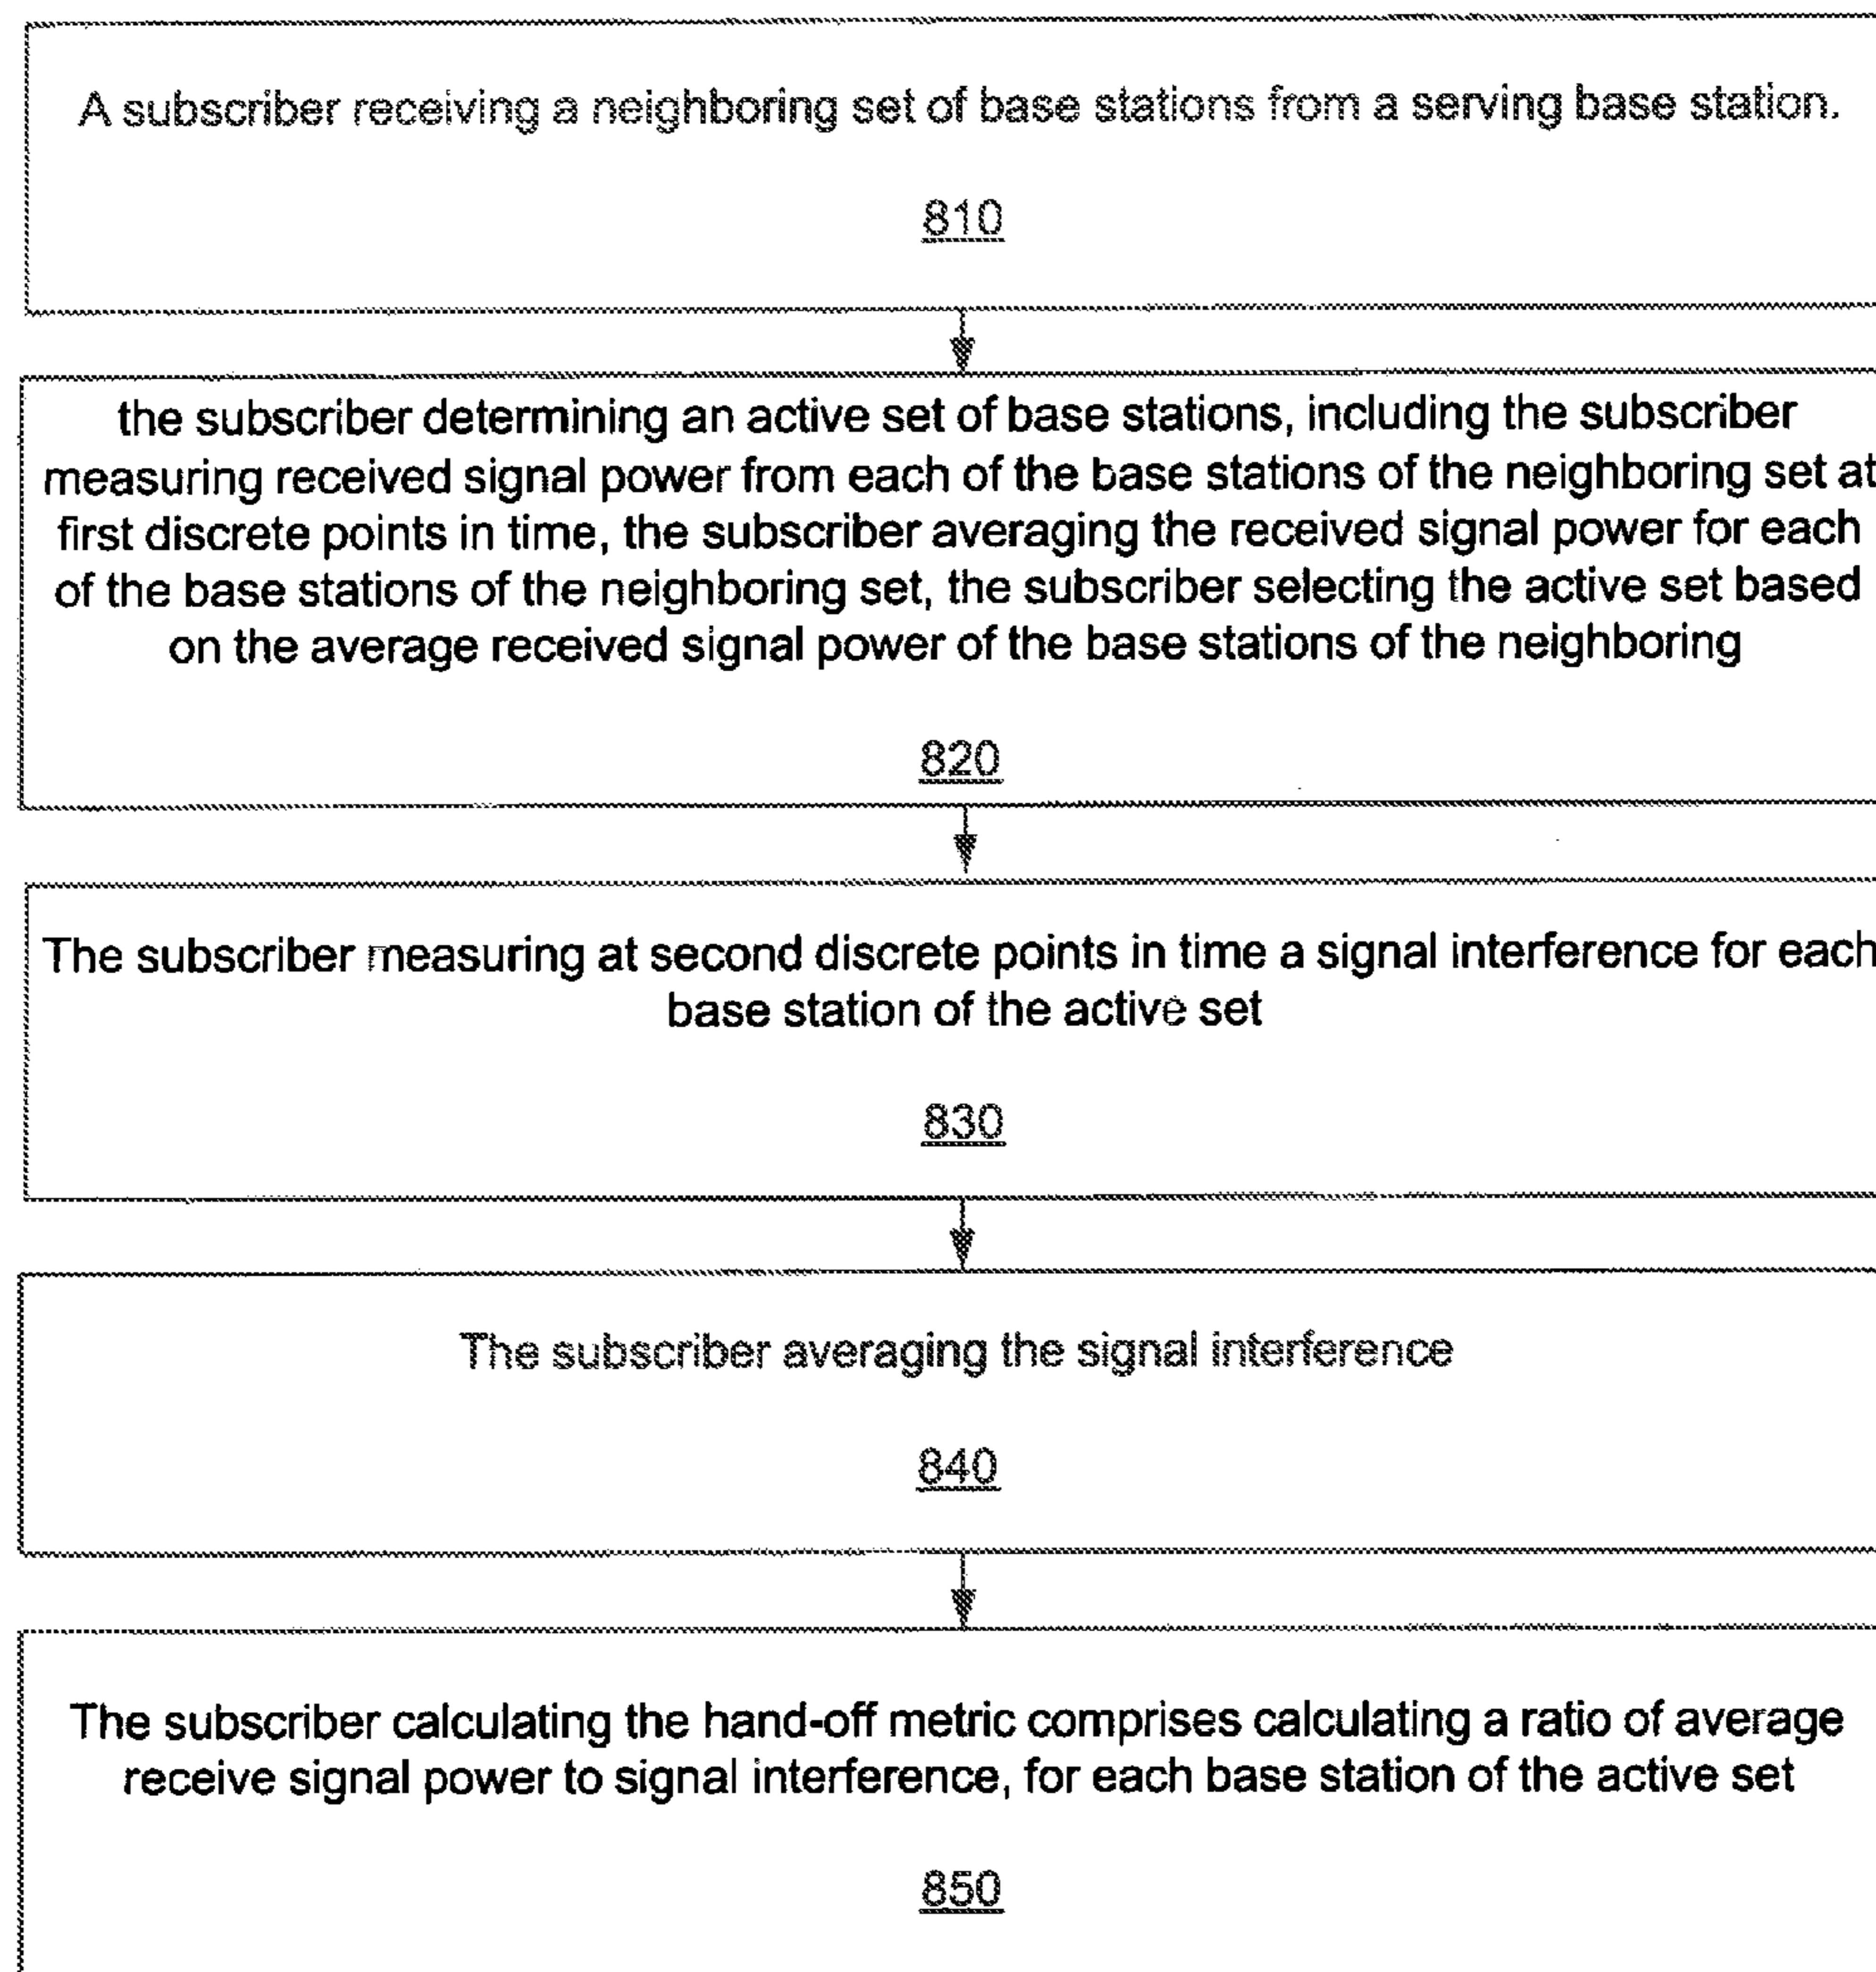 A subscriber receiving a neighboring set of base stations from a serving base station.
810
the subscriber determining an active set of base stations, including the subscriber
measuring received signal power from each of the base stations of the neighboring set at
first discrete points in time, the subscriber averaging the received signal power for each
of the base stations of the neighboring set, the subscriber selecting the active set based
on the average received signal power of the base stations of the neighboring
820
The subscriber measuring at second discrete points in time a signal interference for each
base station of the active set
830
The subscriber averaging the signal interference
840
The subscriber calculating the hand-off metric comprises calculating a ratio of average
receive signal power to signal interference, for each base station of the active set
850